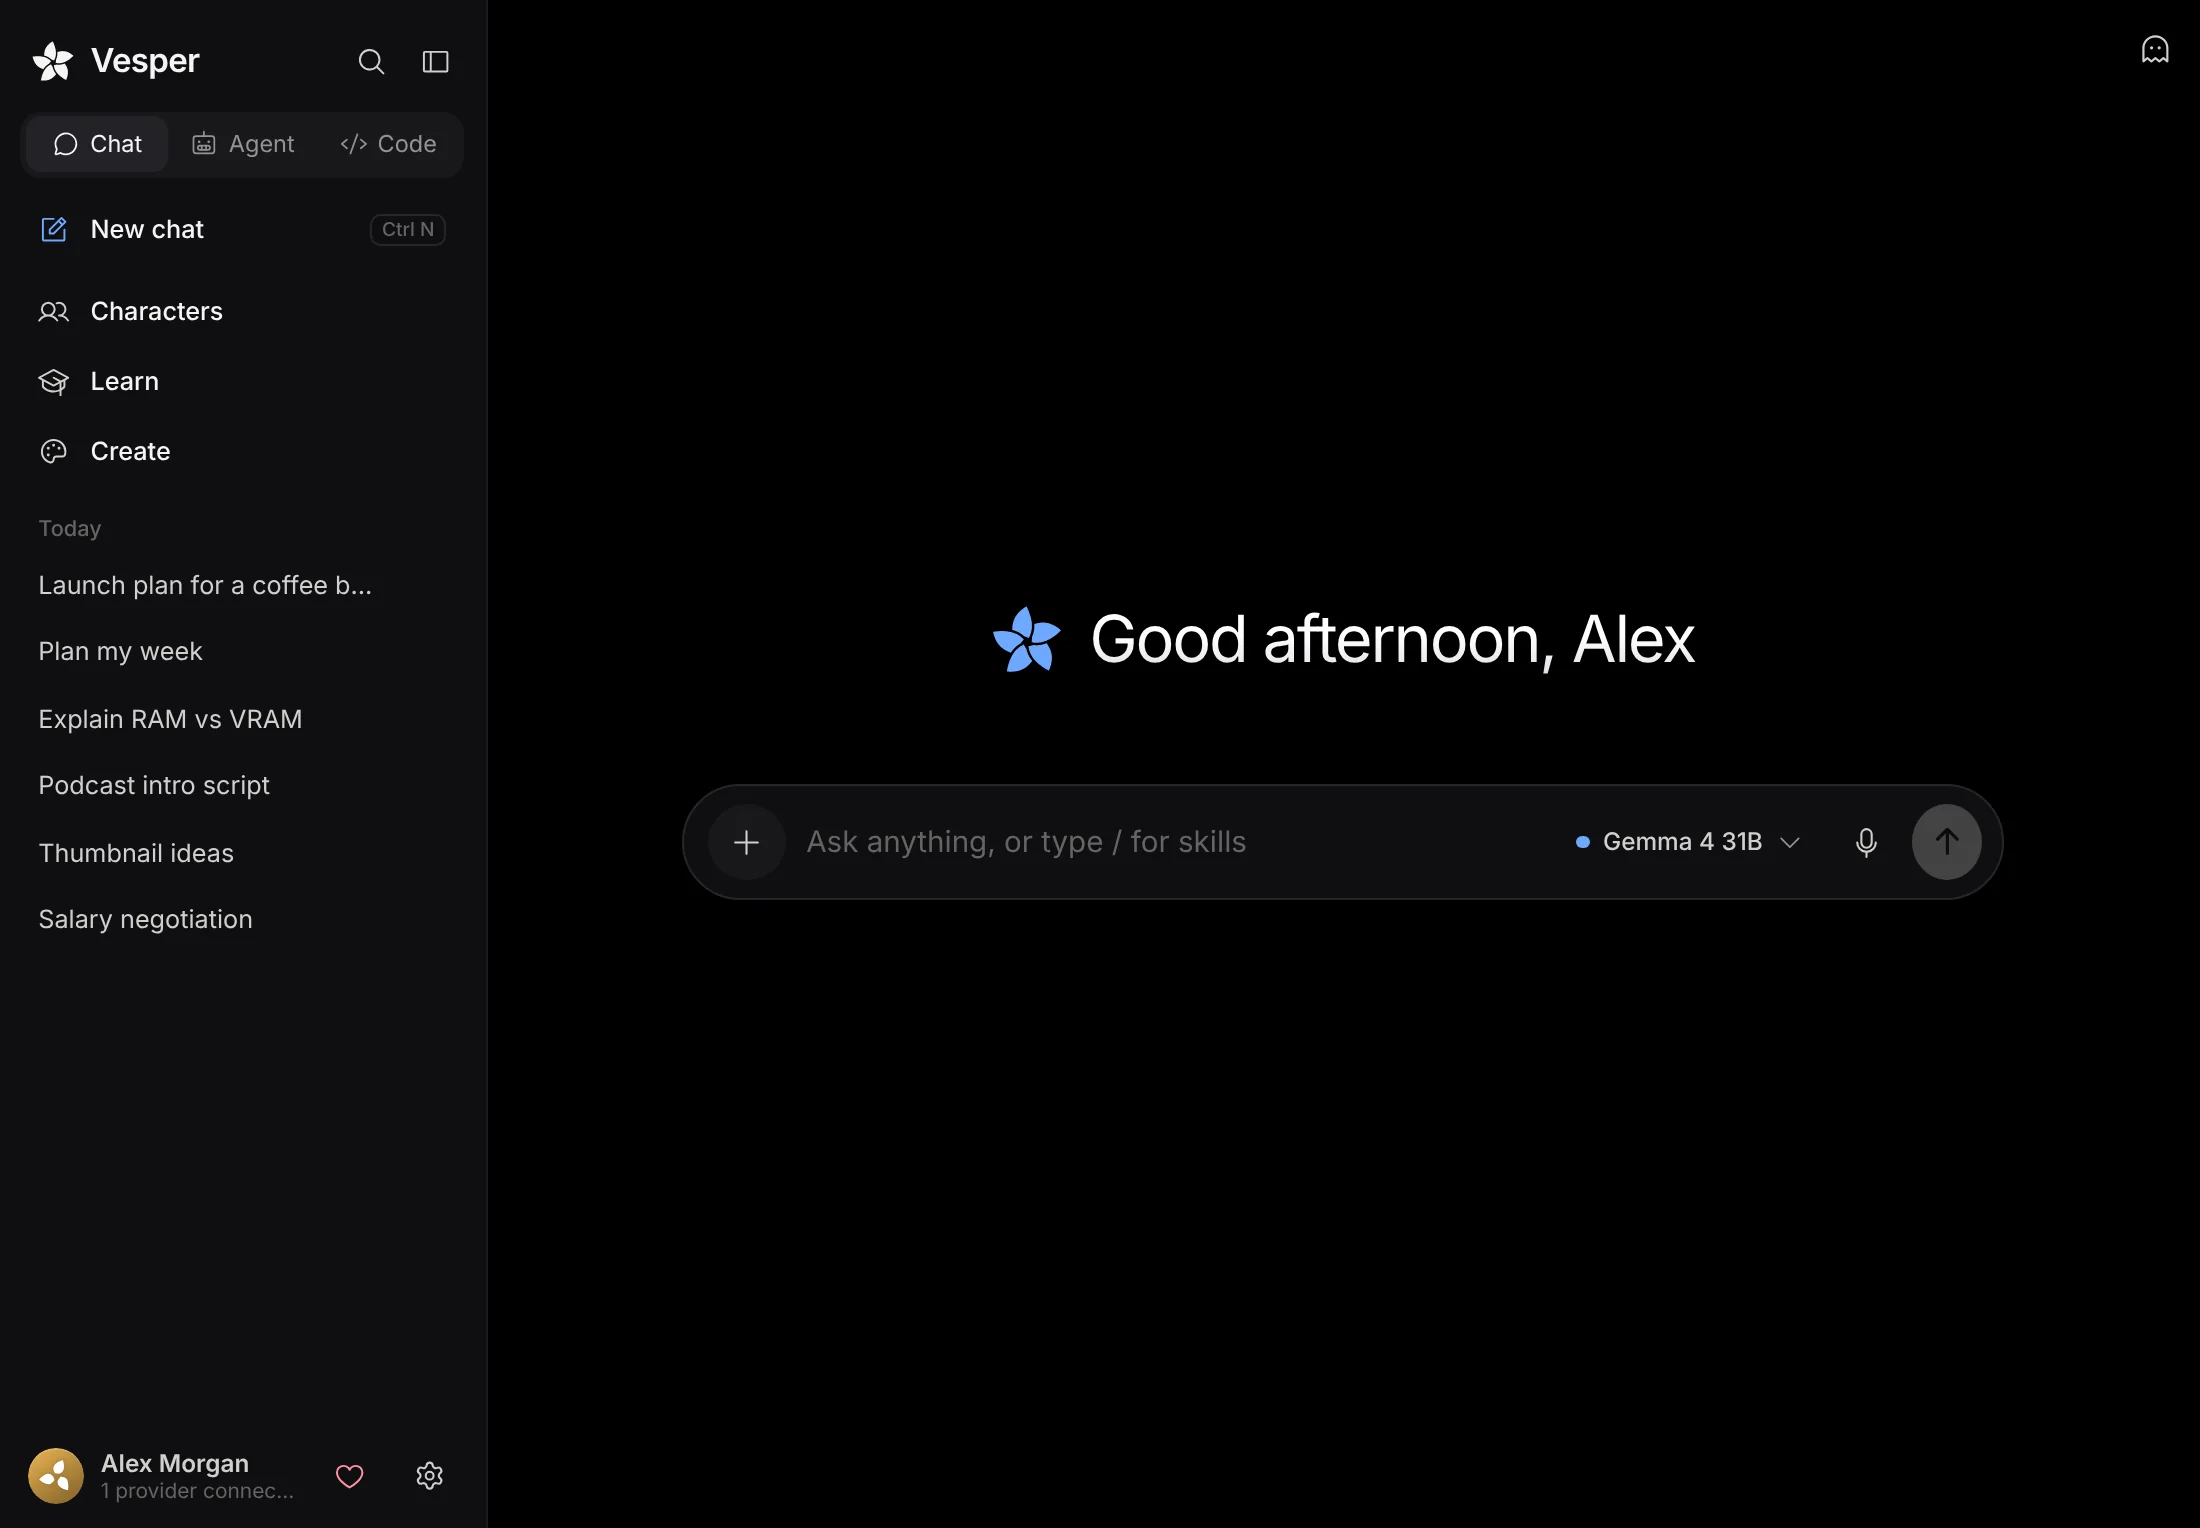 Vesper
Chat
Agent
Code
New chat
Ctrl N
Characters
Learn
Create
Today
Launch plan for a coffee b...
Plan my week
Explain RAM vs VRAM
Podcast intro script
Thumbnail ideas
Salary negotiation
Alex Morgan
1 provider connec...
Good afternoon, Alex
Ask anything, or type / for skills
Gemma 4 31B